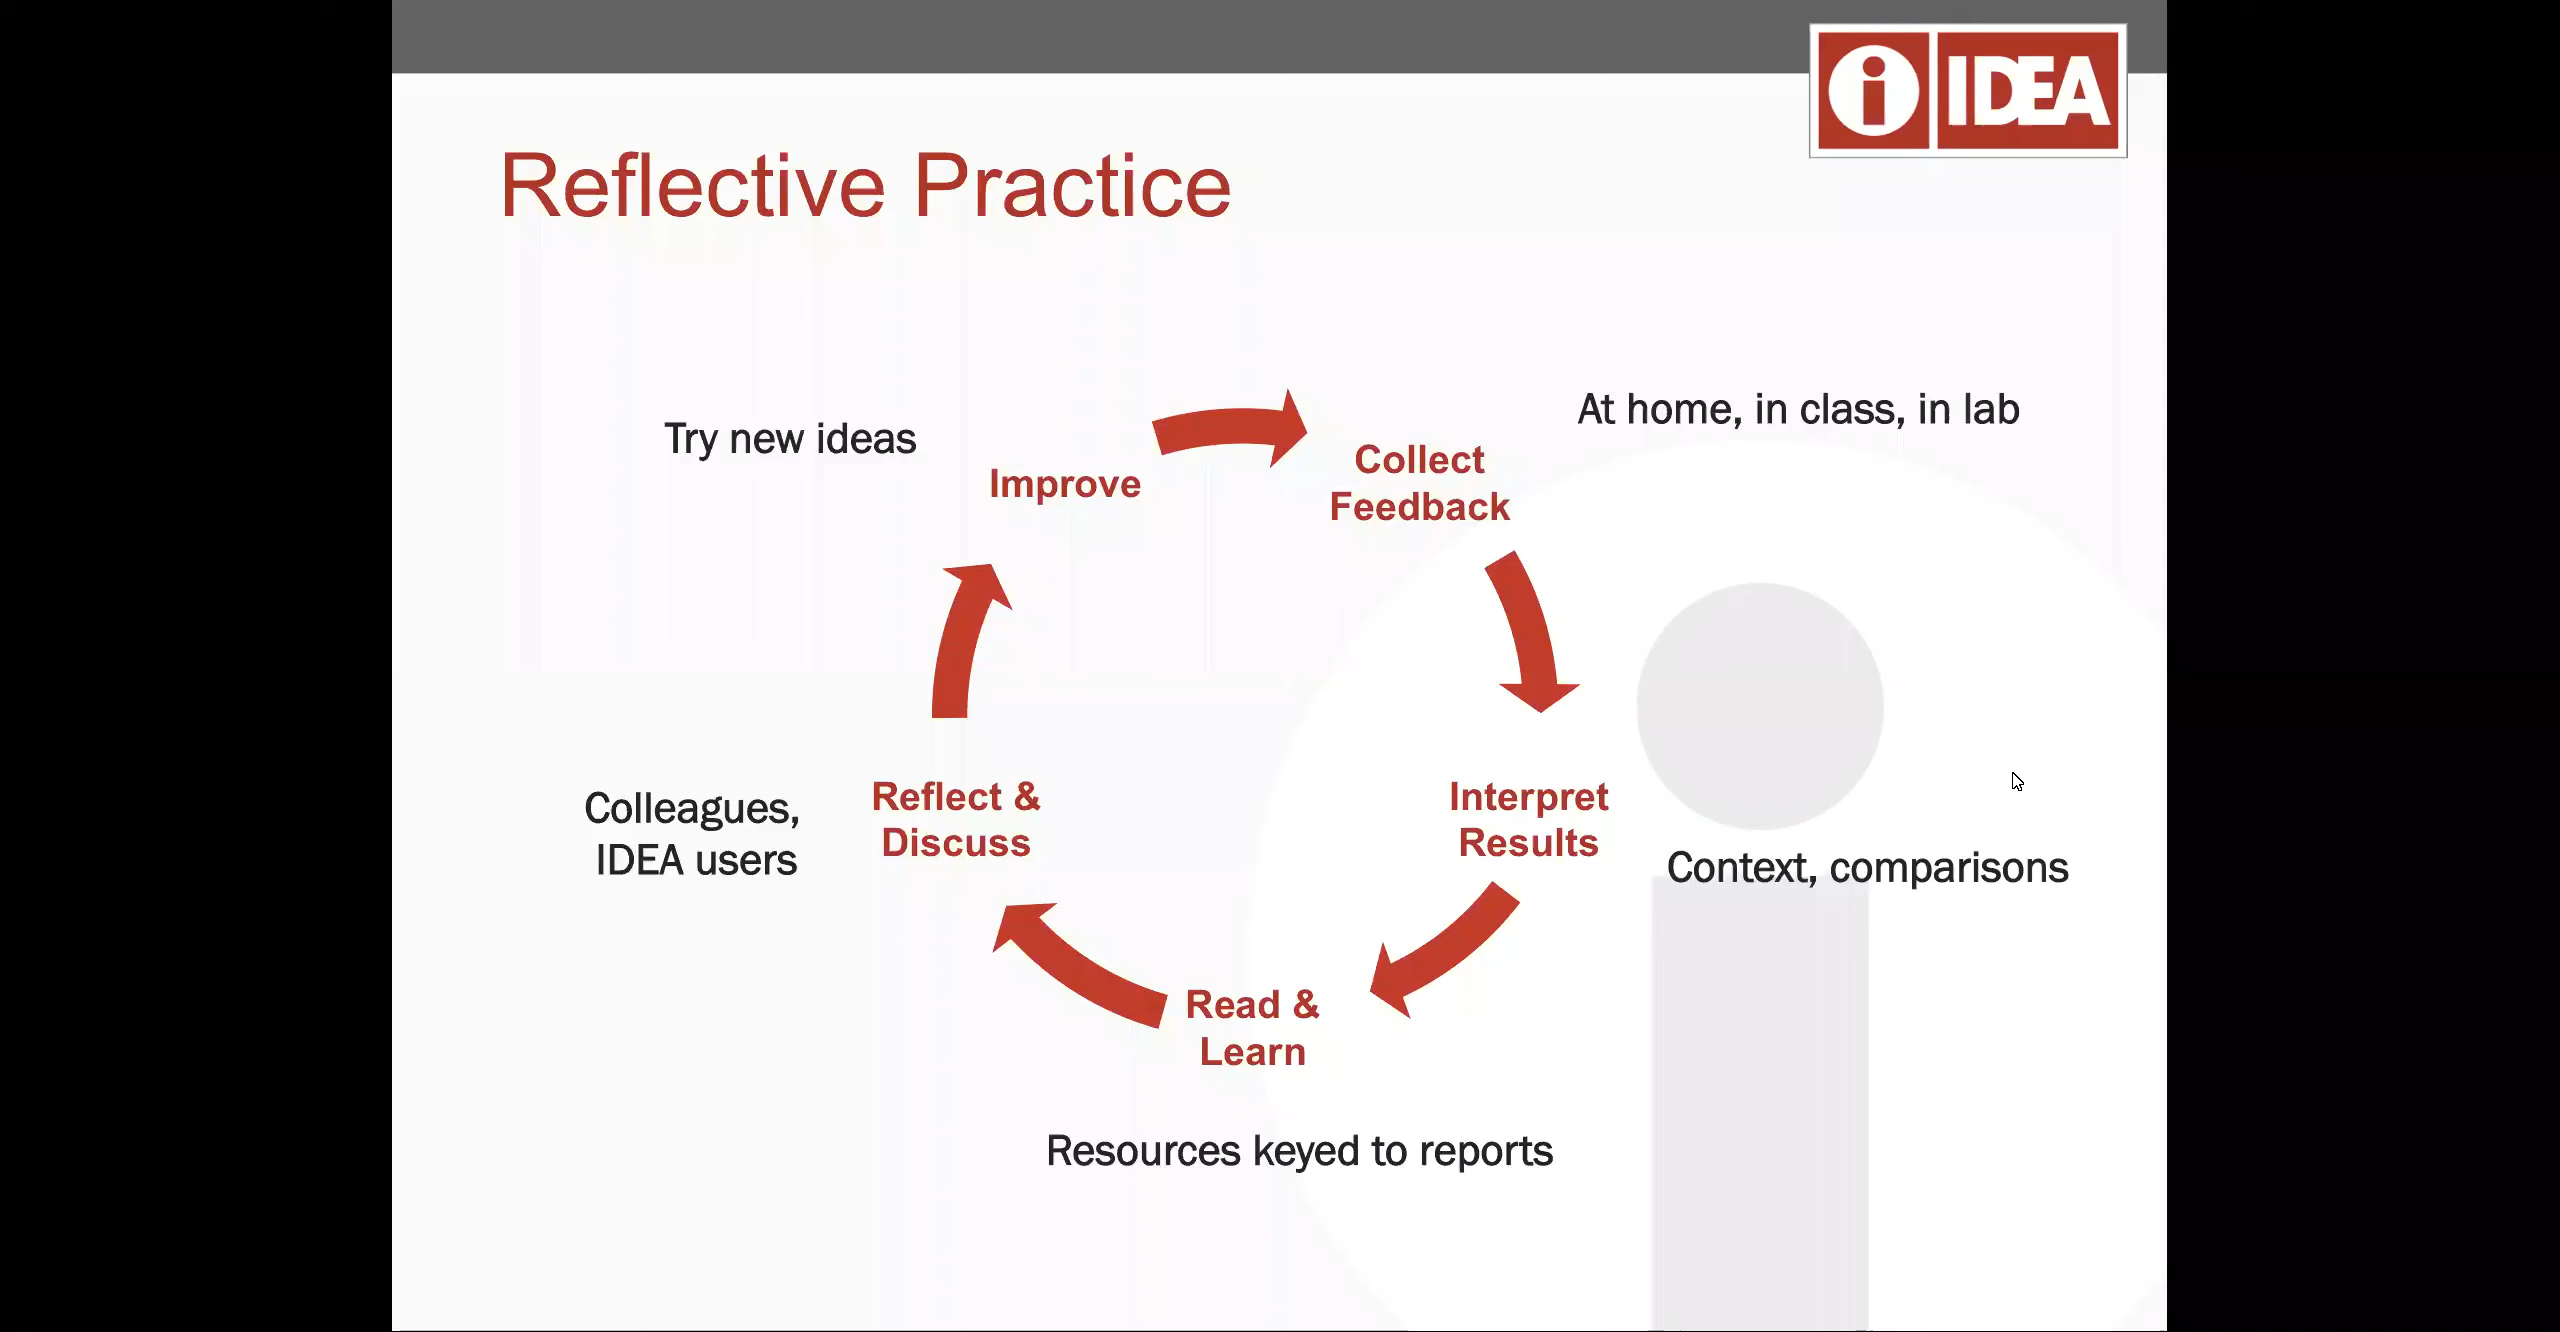 i IDEA
Reflective Practice
Try new ideas
Improve
At home, in class, in lab
Collect
Feedback
Interpret
Results
Context, comparisons
Read &
Learn
Resources keyed to reports
Reflect &
Discuss
Colleagues,
IDEA users